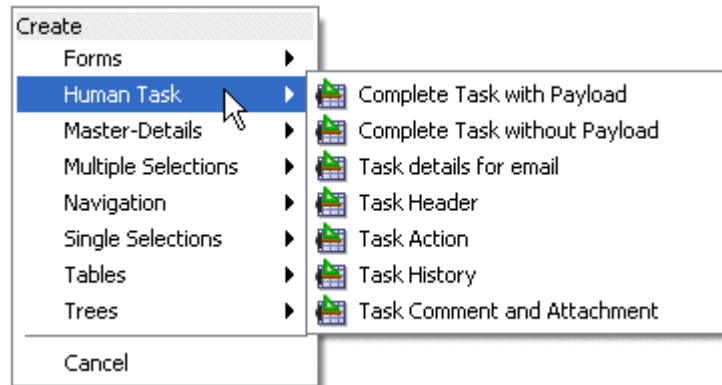 Create
Forms
Human Task
Master-Details
Multiple Selections
Navigation
Single Selections
Tables
Trees
Cancel
Complete Task with Payload
Complete Task without Payload
Task details for email
Task Header
Task Action
Task History
Task Comment and Attachment